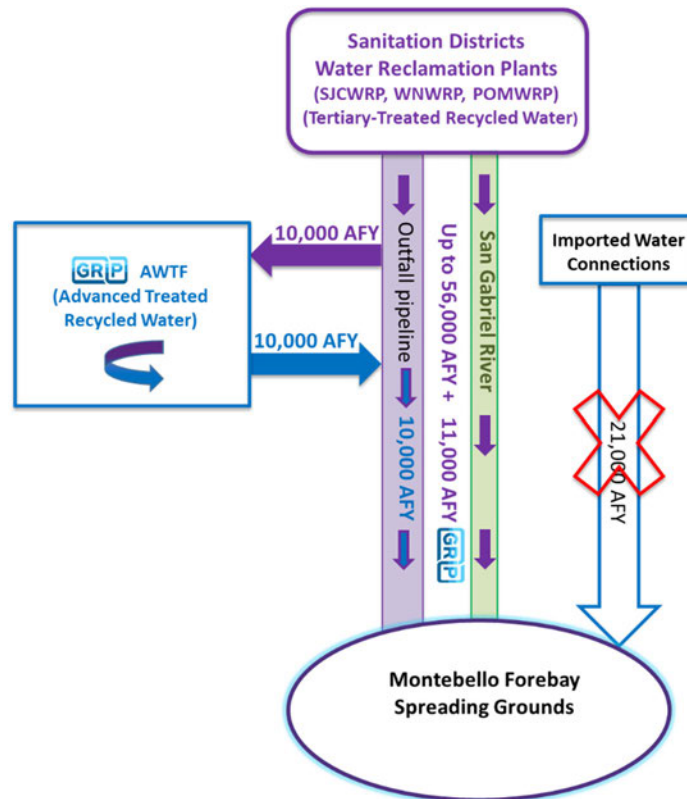 Sanitation Districts
Water Reclamation Plants
(SJCWRP, WNWRP, POMWRP)
(Tertiary-Treated Recycled Water)
10,000 AFY
GRIP AWTF
(Advanced Treated
Recycled Water)
10,000 AFY
Outfall pipeline
10,000 AFY
Up to 56,000 AFY + 11,000 AFY
GRIP
San Gabriel River
Imported Water
Connections
21,000 AFY
Montebello Forebay
Spreading Grounds